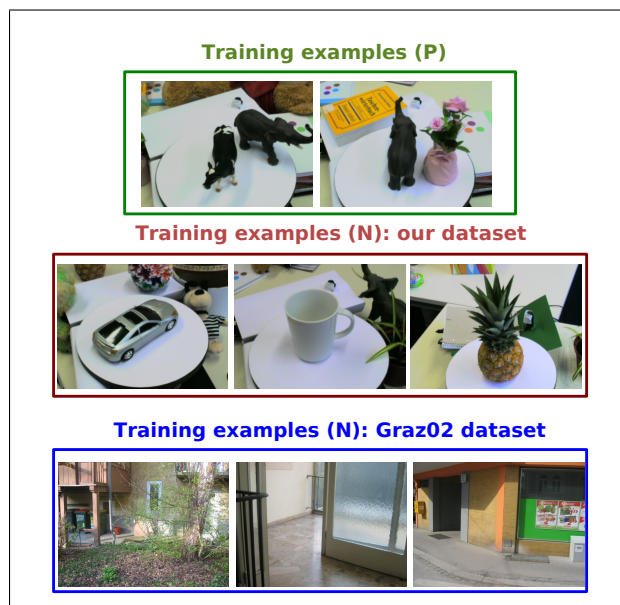 Training examples (P)
Training examples (N): our dataset
Training examples (N): Graz02 dataset